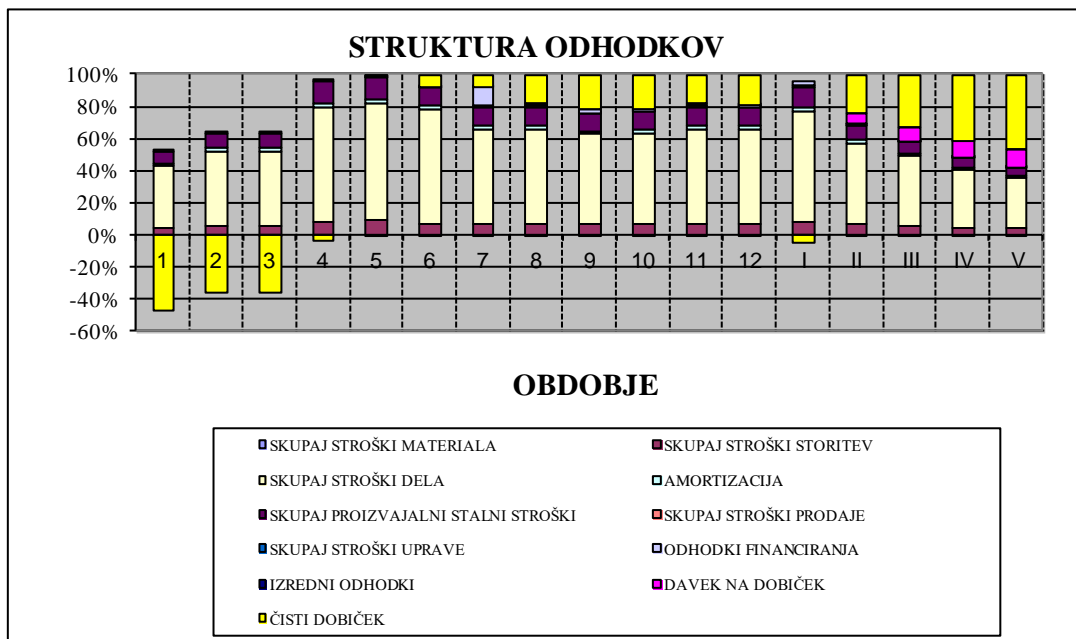 STRUKTURA ODHODKOV
100%
80%
60%
40%
20%
0%
-20%
-40%
-60%
1 2 3 4 5 6 7 8 9 10 11 12 I II III IV V
OBDOBJE
SKUPAJ STROŠKI MATERIALA
SKUPAJ STROŠKI STORITEV
SKUPAJ STROŠKI DELA
AMORTIZACIJA
SKUPAJ PROIZVAJALNI STALNI STROŠKI
SKUPAJ STROŠKI PRODAJE
SKUPAJ STROŠKI UPRAVE
ODHODKI FINANCIRANJA
IZREDNI ODHODKI
DAVEK NA DOBIČEK
ČISTI DOBIČEK